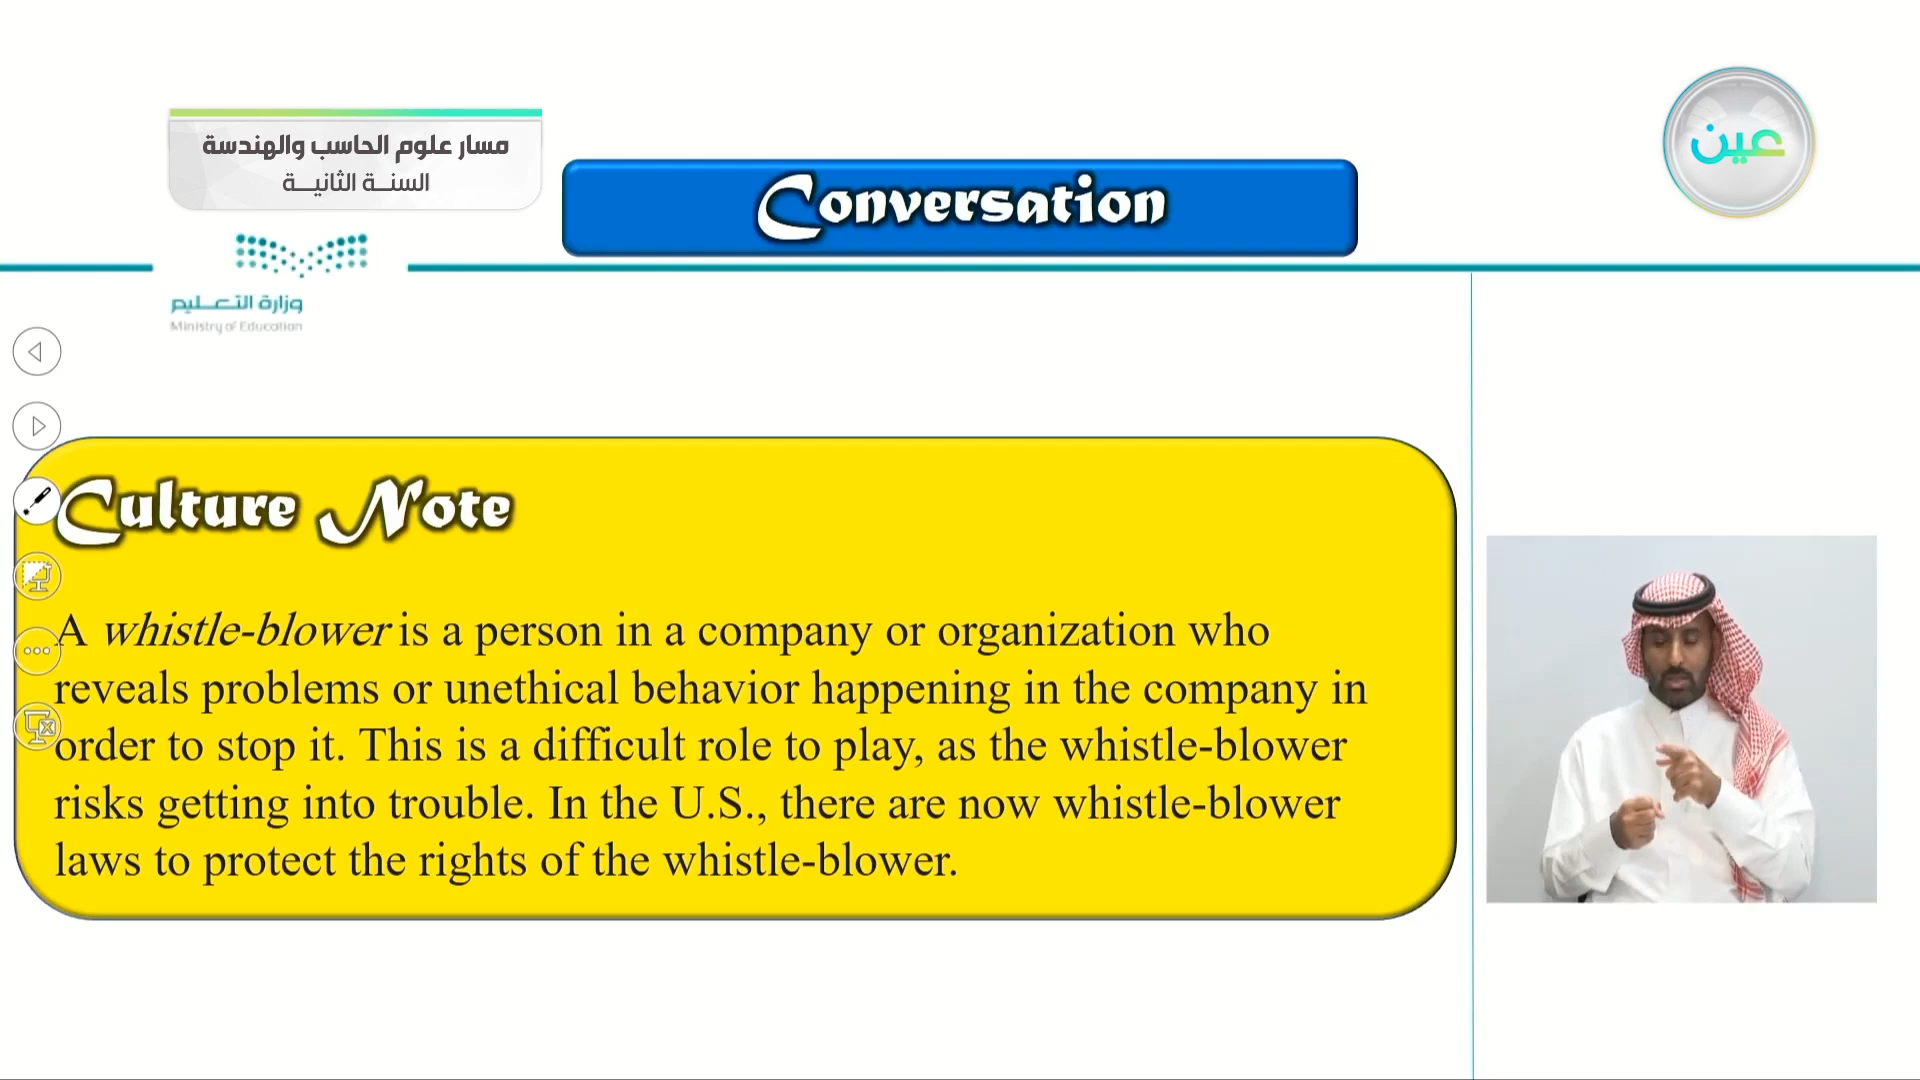 مسار علوم الحاسب والهندسة
السنة الثانية
عين
Conversation
وزارة التعليم
Ministry of Education
Culture Note
A whistle-blower is a person in a company or organization who
reveals problems or unethical behavior happening in the company in
order to stop it. This is a difficult role to play, as the whistle-blower
risks getting into trouble. In the U.S., there are now whistle-blower
laws to protect the rights of the whistle-blower.